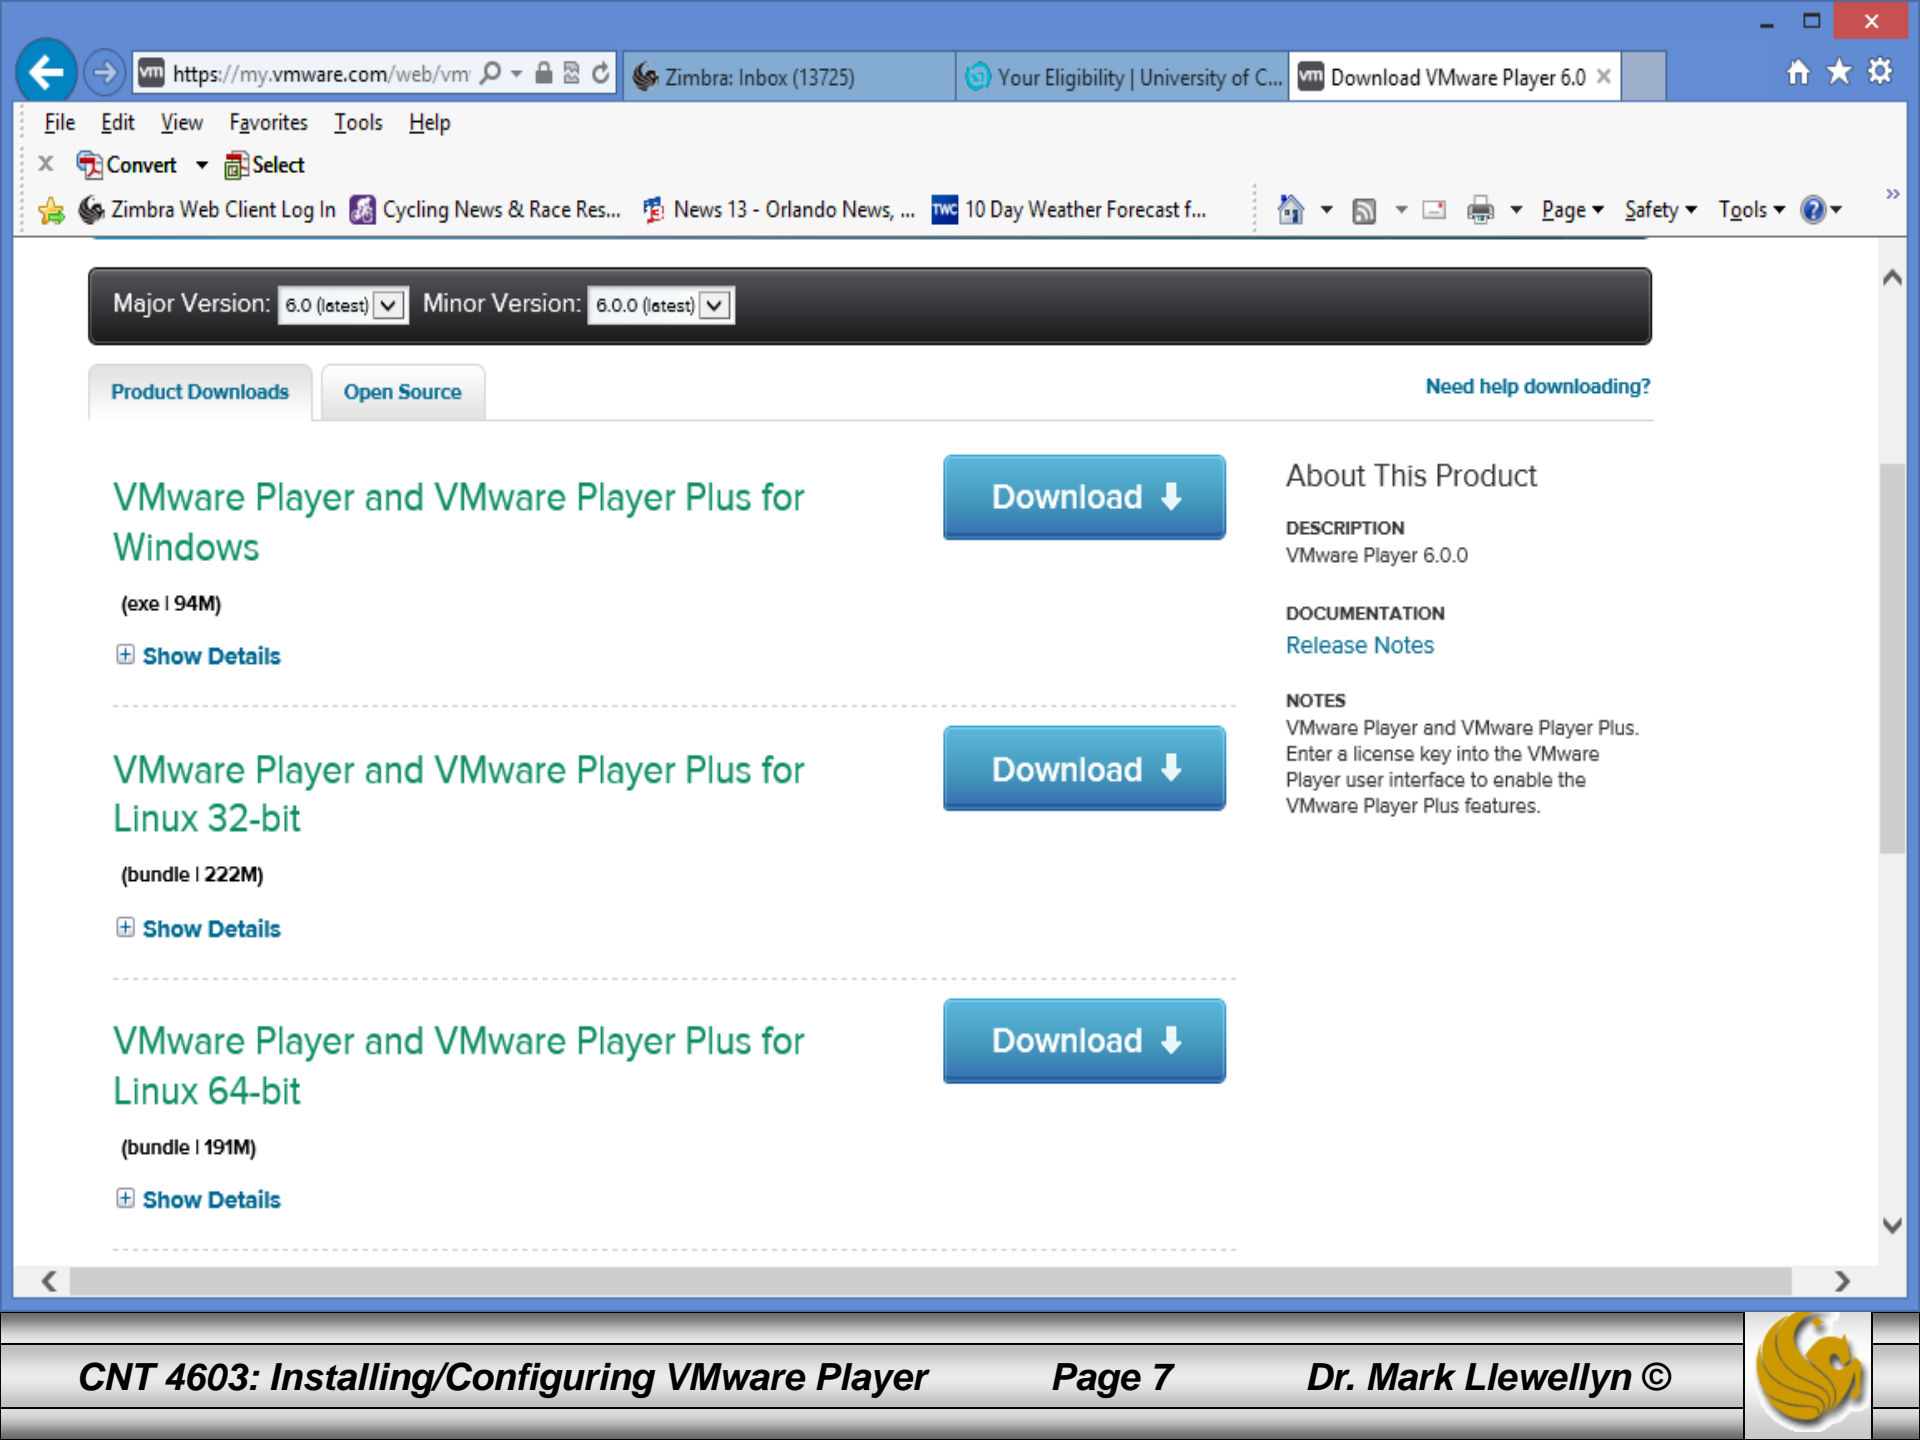 https://my.vmware.com/web/vm
Zimbra: Inbox (13725)
Your Eligibility | University of C...
vm Download VMware Player 6.0
File Edit View Favorites Tools Help
x Convert Select
Zimbra Web Client Log In Cycling News & Race Res... News 13 - Orlando News, ... TWC 10 Day Weather Forecast f... Page Safety Tools
Major Version: 6.0 (latest) Minor Version: 6.0.0 (latest)
Product Downloads Open Source Need help downloading?
VMware Player and VMware Player Plus for
Windows
(exe | 94M)
Show Details
Download
VMware Player and VMware Player Plus for
Linux 32-bit
(bundle | 222M)
Show Details
Download
VMware Player and VMware Player Plus for
Linux 64-bit
(bundle | 191M)
Show Details
Download
About This Product
DESCRIPTION
VMware Player 6.0.0
DOCUMENTATION
Release Notes
NOTES
VMware Player and VMware Player Plus.
Enter a license key into the VMware
Player user interface to enable the
VMware Player Plus features.
CNT 4603: Installing/Configuring VMware Player Page 7 Dr. Mark Llewellyn ©